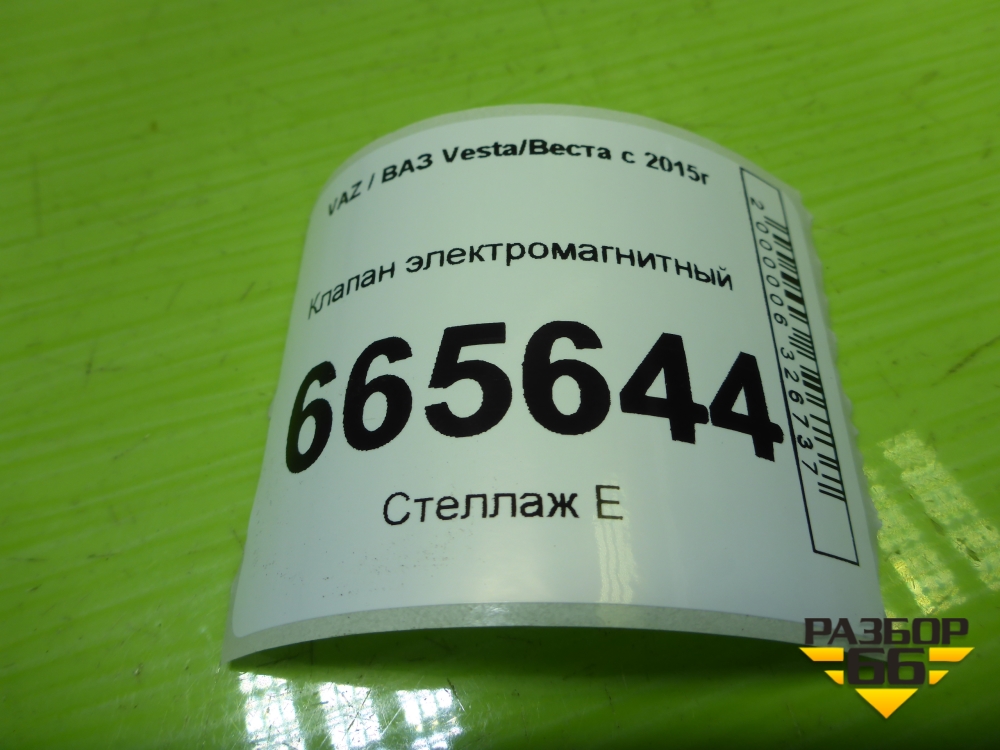 VAZ / ВАЗ Vesta/Веста с 2015г
Клапан электромагнитный
665644
Стеллаж Е
2000006326737
РАЗБОР
66